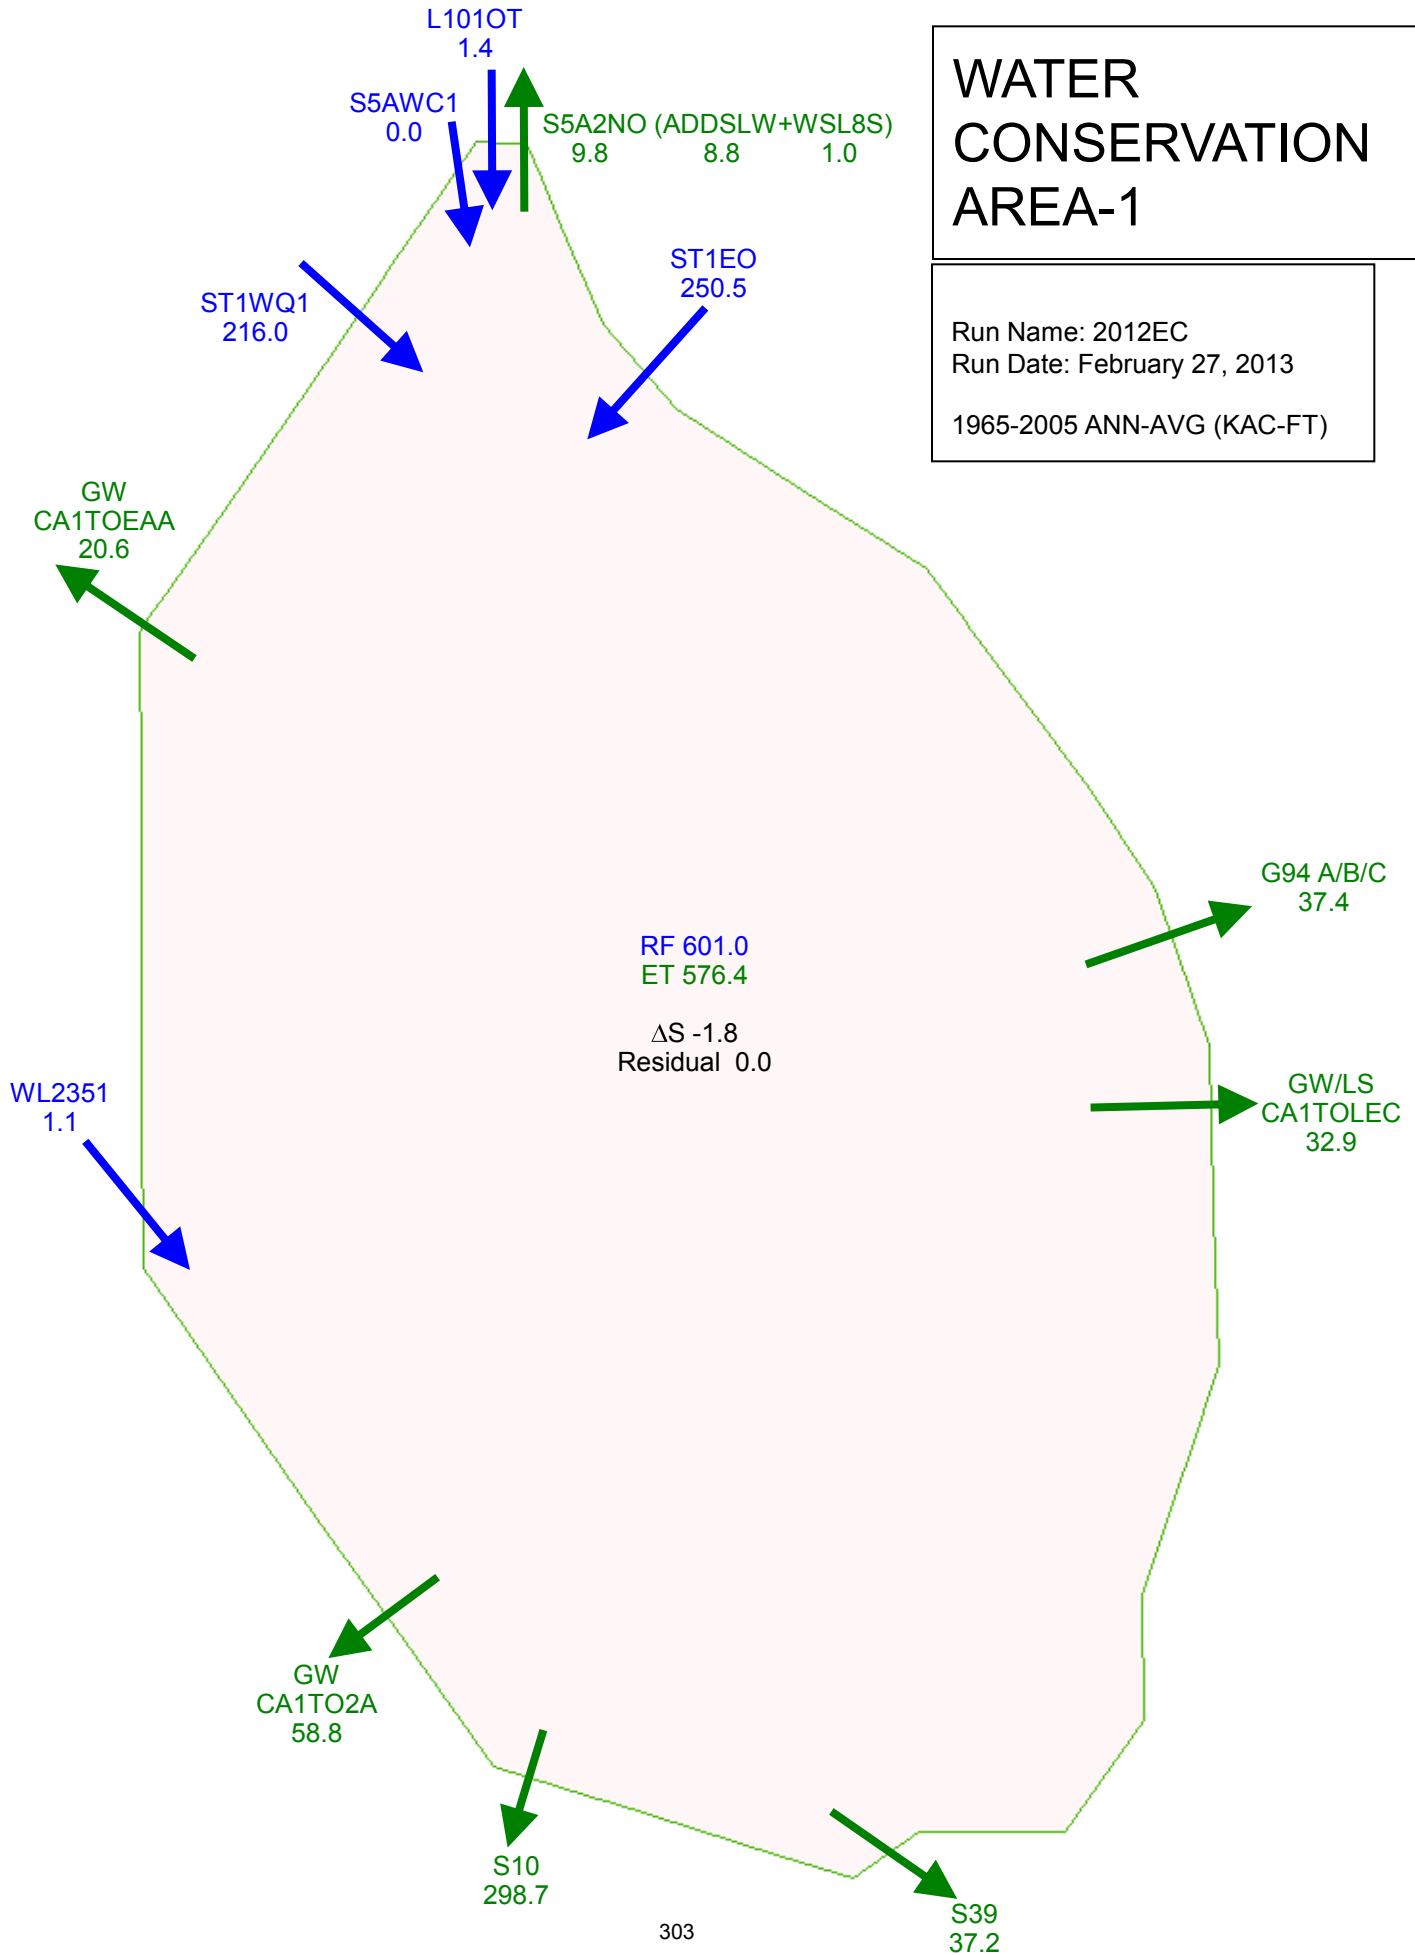 L101OT
1.4
S5AWC1
0.0
S5A2NO (ADDSLW+WSL8S)
9.8 8.8 1.0
WATER
CONSERVATION
AREA-1
ST1EO
250.5
ST1WQ1
216.0
Run Name: 2012EC
Run Date: February 27, 2013
1965-2005 ANN-AVG (KAC-FT)
GW
CA1TOEAA
20.6
G94 A/B/C
37.4
RF 601.0
ET 576.4
ΔS -1.8
Residual 0.0
GW/LS
CA1TOLEC
32.9
WL2351
1.1
GW
CA1TO2A
58.8
S10
298.7
S39
37.2
303